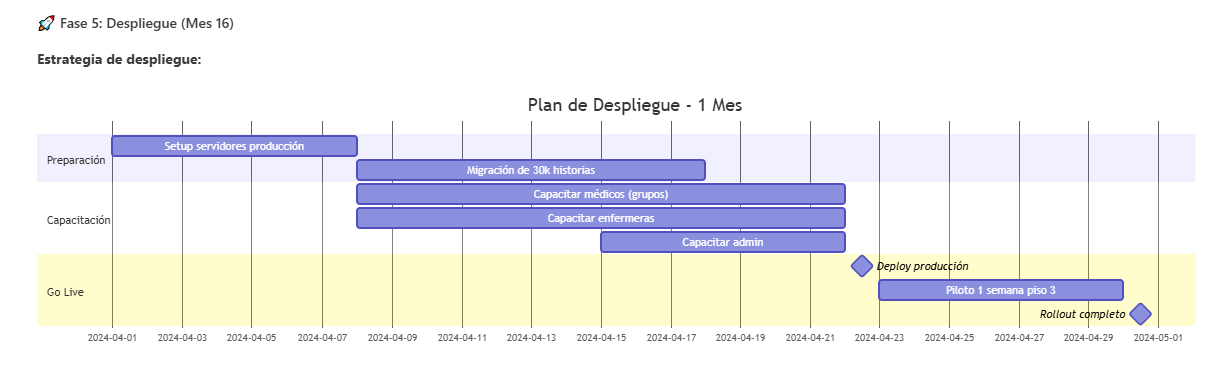 🚀 Fase 5: Despliegue (Mes 16)
Estrategia de despliegue:
Plan de Despliegue - 1 Mes
Preparación
Setup servidores producción
Migración de 30k historias
Capacitación
Capacitar médicos (grupos)
Capacitar enfermeras
Capacitar admin
Go Live
Deploy producción
Piloto 1 semana piso 3
Rollout completo
2024-04-01 2024-04-03 2024-04-05 2024-04-07 2024-04-09 2024-04-11 2024-04-13 2024-04-15 2024-04-17 2024-04-19 2024-04-21 2024-04-23 2024-04-25 2024-04-27 2024-04-29 2024-05-01